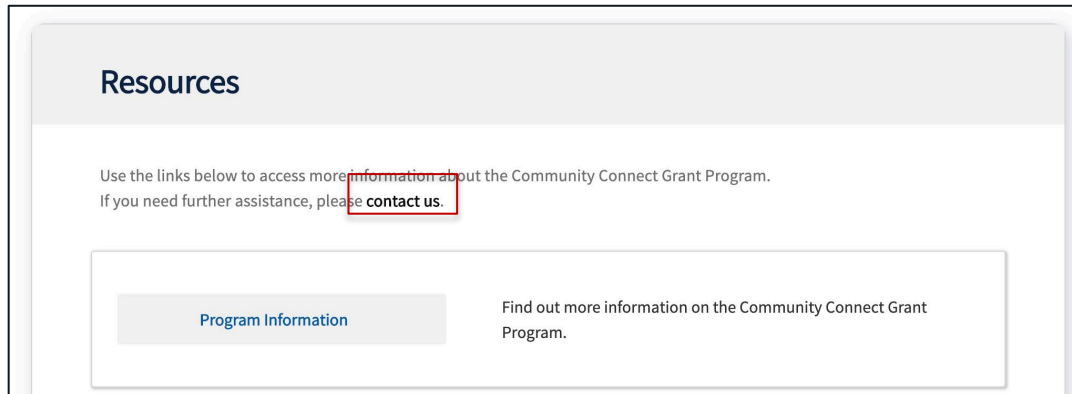 Resources
Use the links below to access more information about the Community Connect Grant Program.
If you need further assistance, please contact us.
Program Information
Find out more information on the Community Connect Grant
Program.